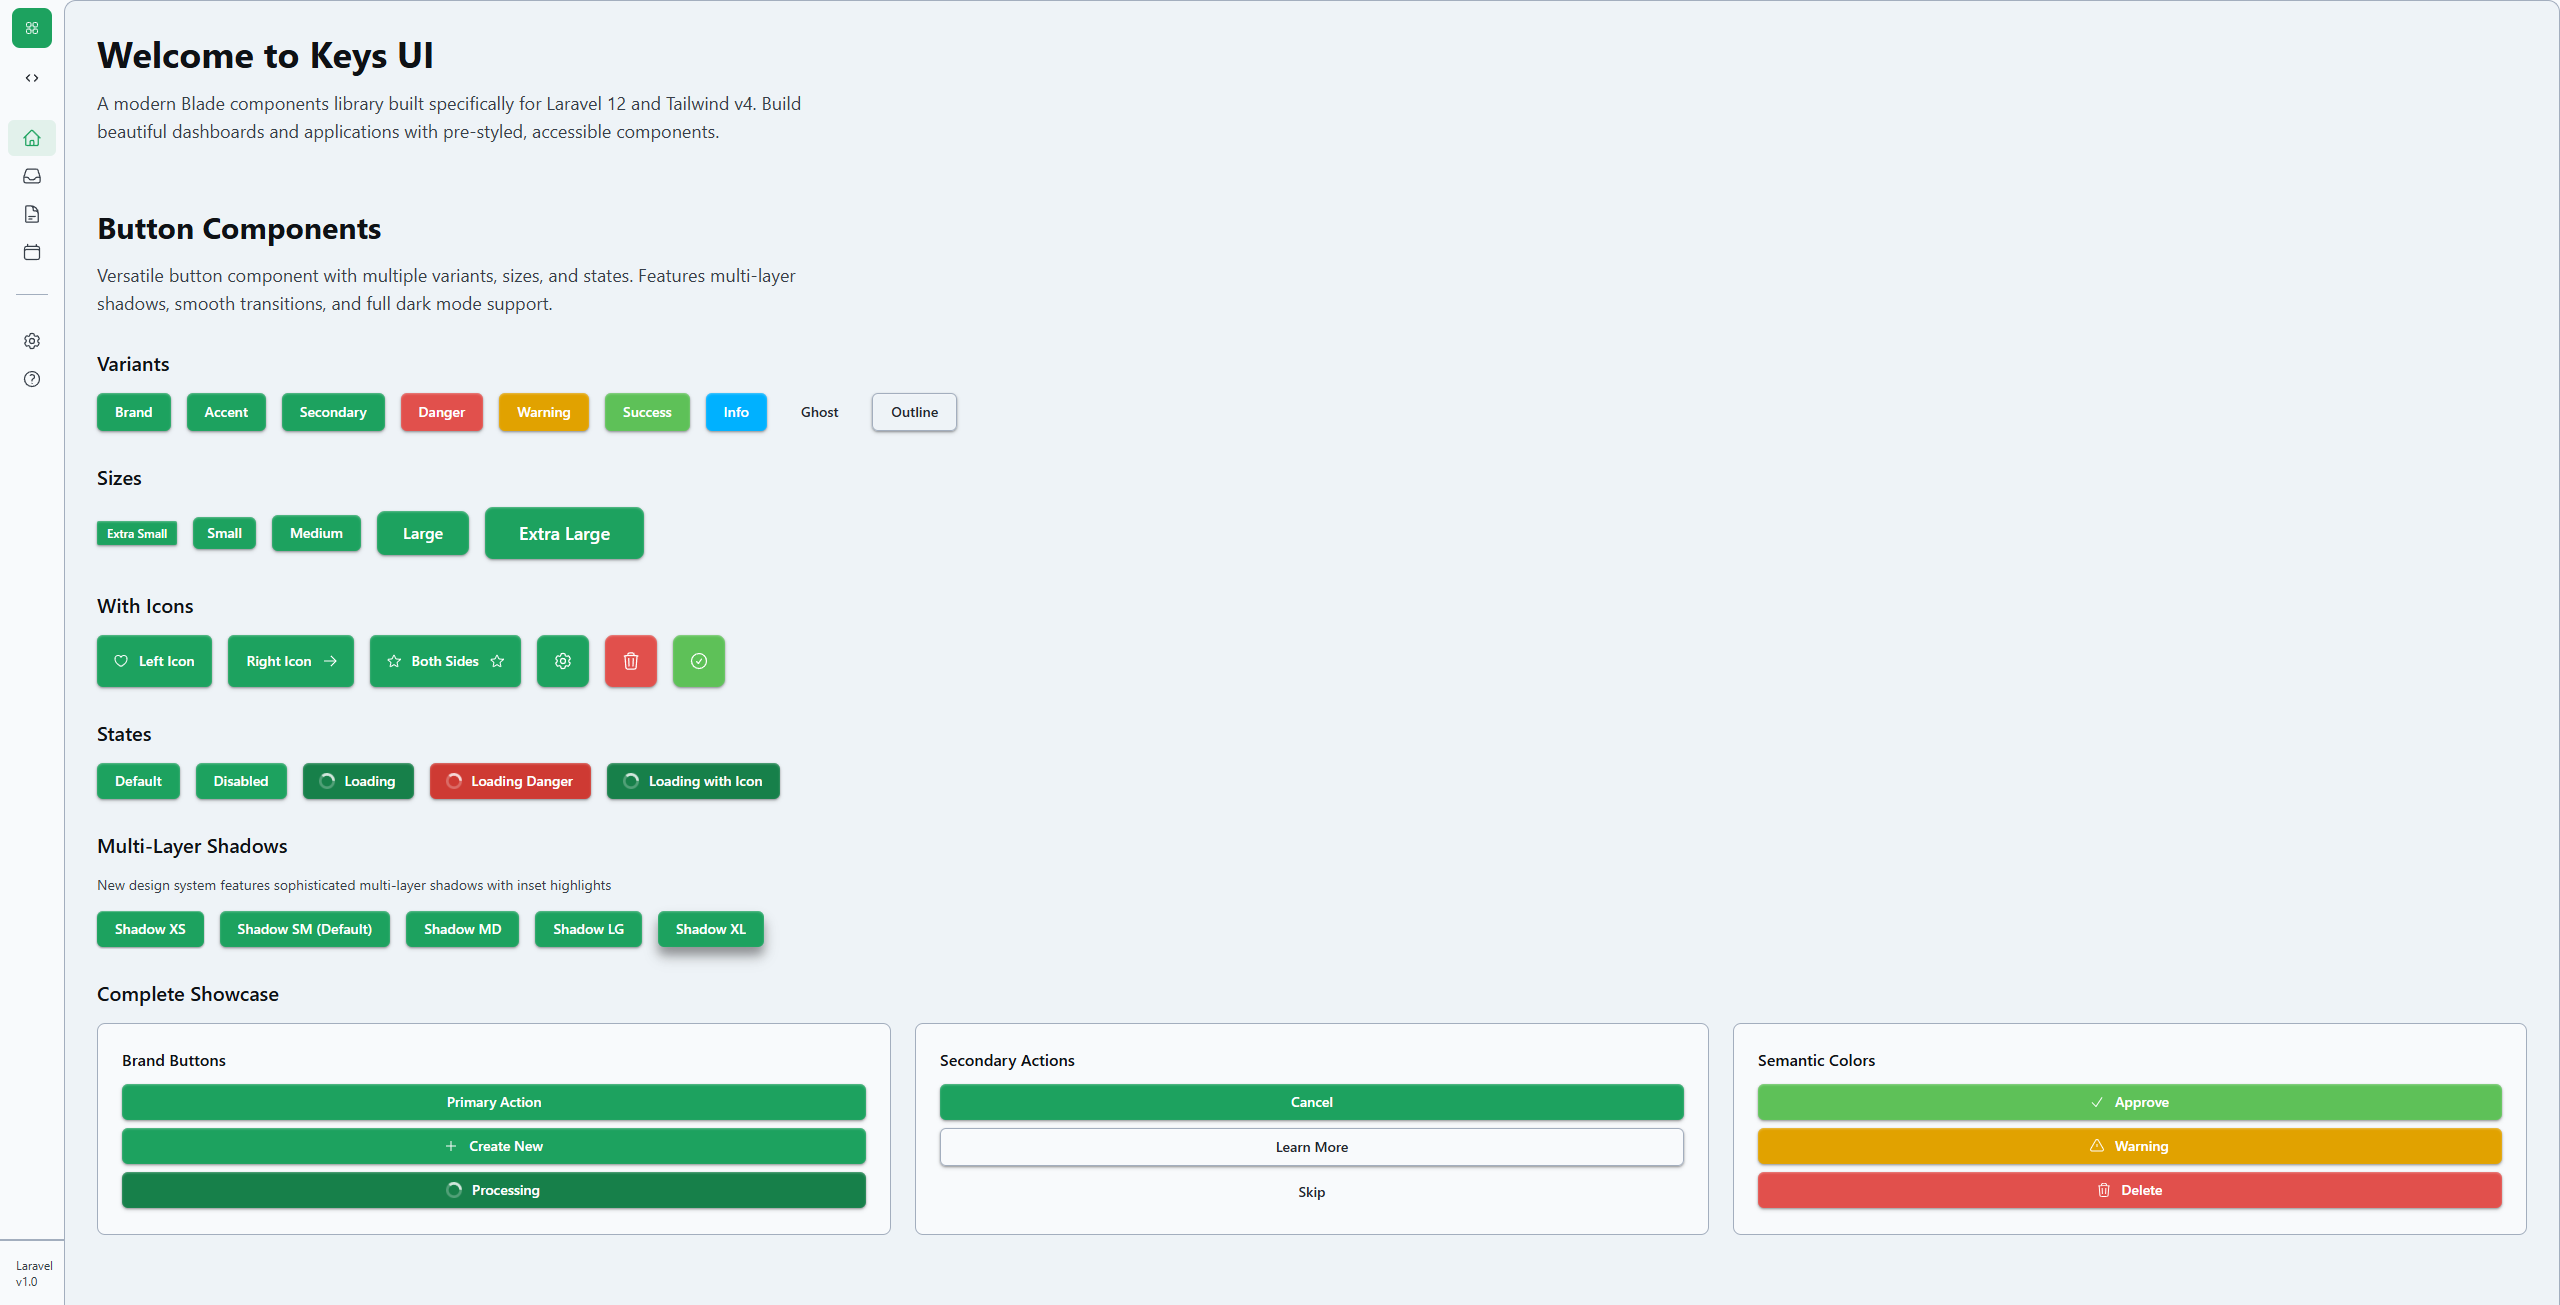 Welcome to Keys UI
A modern Blade components library built specifically for Laravel 12 and Tailwind v4. Build
beautiful dashboards and applications with pre-styled, accessible components.
Button Components
Versatile button component with multiple variants, sizes, and states. Features multi-layer
shadows, smooth transitions, and full dark mode support.
Variants
Brand
Accent
Secondary
Danger
Warning
Success
Info
Ghost
Outline
Sizes
Extra Small
Small
Medium
Large
Extra Large
With Icons
Left Icon
Right Icon
Both Sides
States
Default
Disabled
Loading
Loading Danger
Loading with Icon
Multi-Layer Shadows
New design system features sophisticated multi-layer shadows with inset highlights
Shadow XS
Shadow SM (Default)
Shadow MD
Shadow LG
Shadow XL
Complete Showcase
Brand Buttons
Primary Action
Create New
Processing
Secondary Actions
Cancel
Learn More
Skip
Semantic Colors
Approve
Warning
Delete
Laravel
v1.0